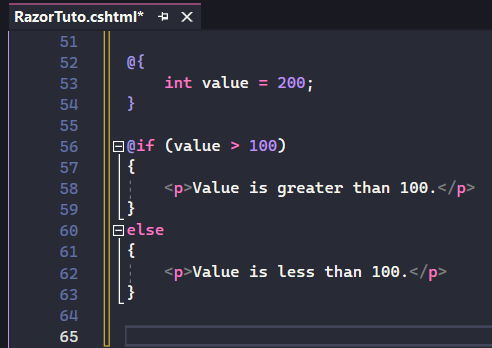 RazorTuto.cshtml*
51
52 @{
53     int value = 200;
54 }
55
56 @if (value > 100)
57 {
58     <p>Value is greater than 100.</p>
59 }
60 else
61 {
62     <p>Value is less than 100.</p>
63 }
64
65